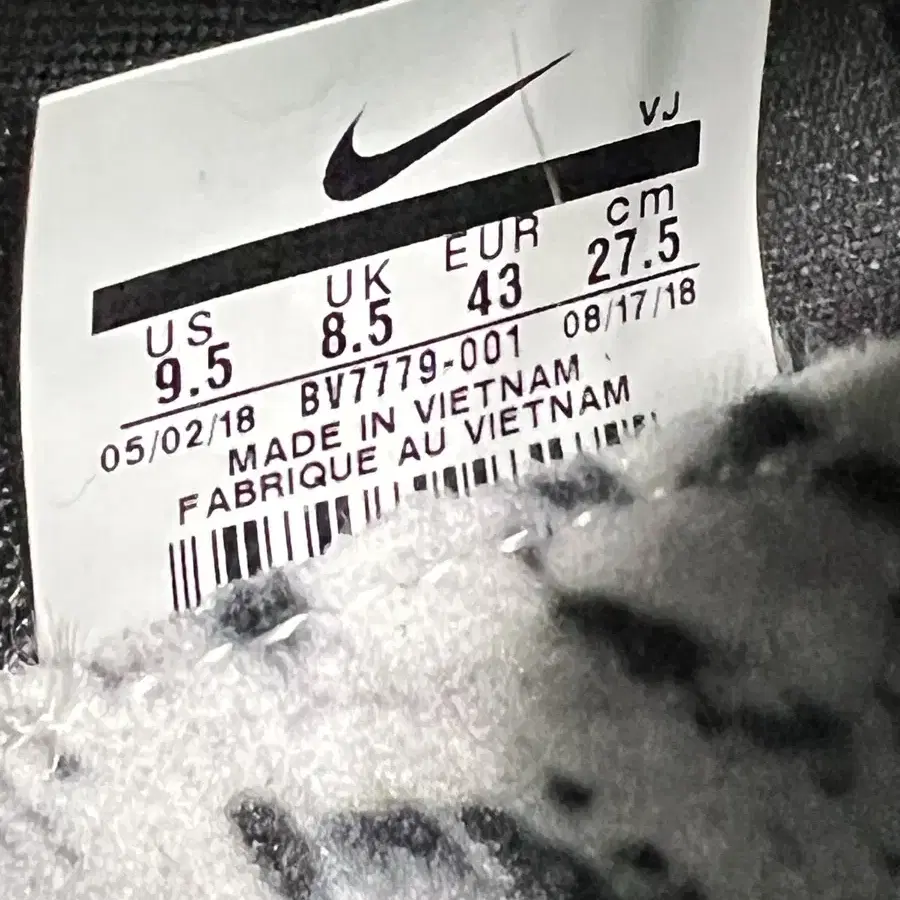 VJ
US UK EUR cm
9.5 8.5 43 27.5
05/02/18 BV7779-001 08/17/18
MADE IN VIETNAM
FABRIQUE AU VIETNAM